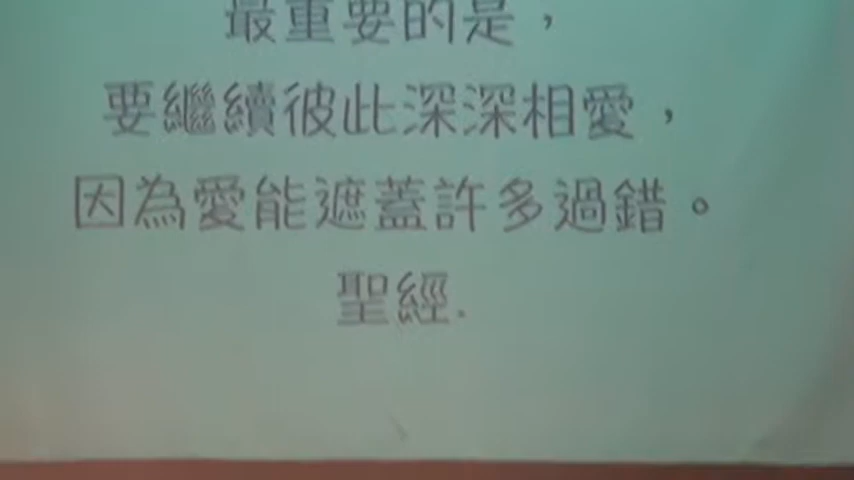 最重要的是，
要繼續彼此深深相愛，
因為愛能遮蓋許多過錯。
聖經.